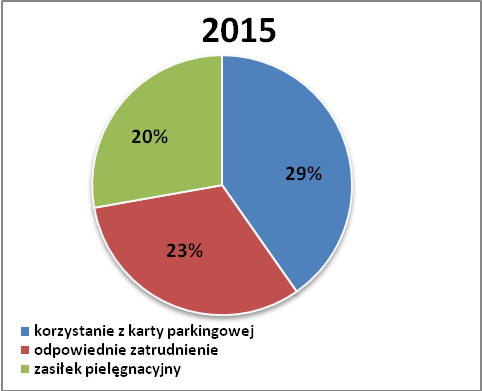 2015
20%
29%
23%
korzystanie z karty parkingowej
odpowiednie zatrudnienie
zasiłek pielęgnacyjny